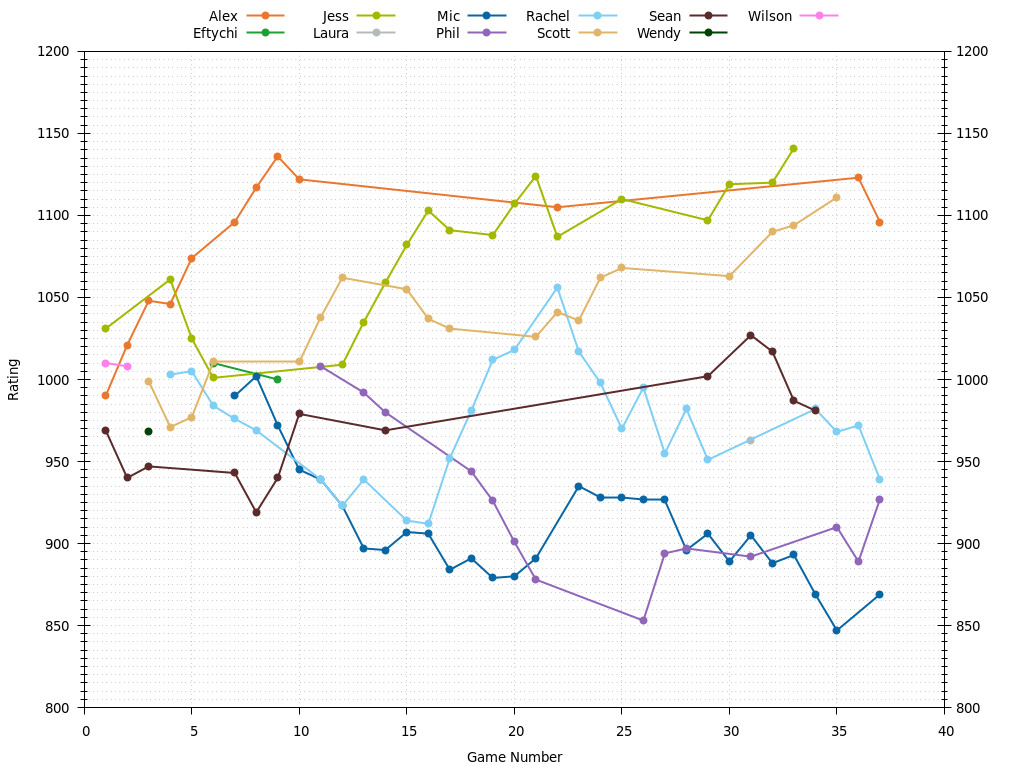 Alex Jess Mic Rachel Sean Wilson
Eftychi Laura Phil Scott Wendy
1200 1200
1150 1150
1100 1100
1050 1050
1000 1000
950 950
900 900
850 850
800 800
Rating
0 5 10 15 20 25 30 35 40
Game Number